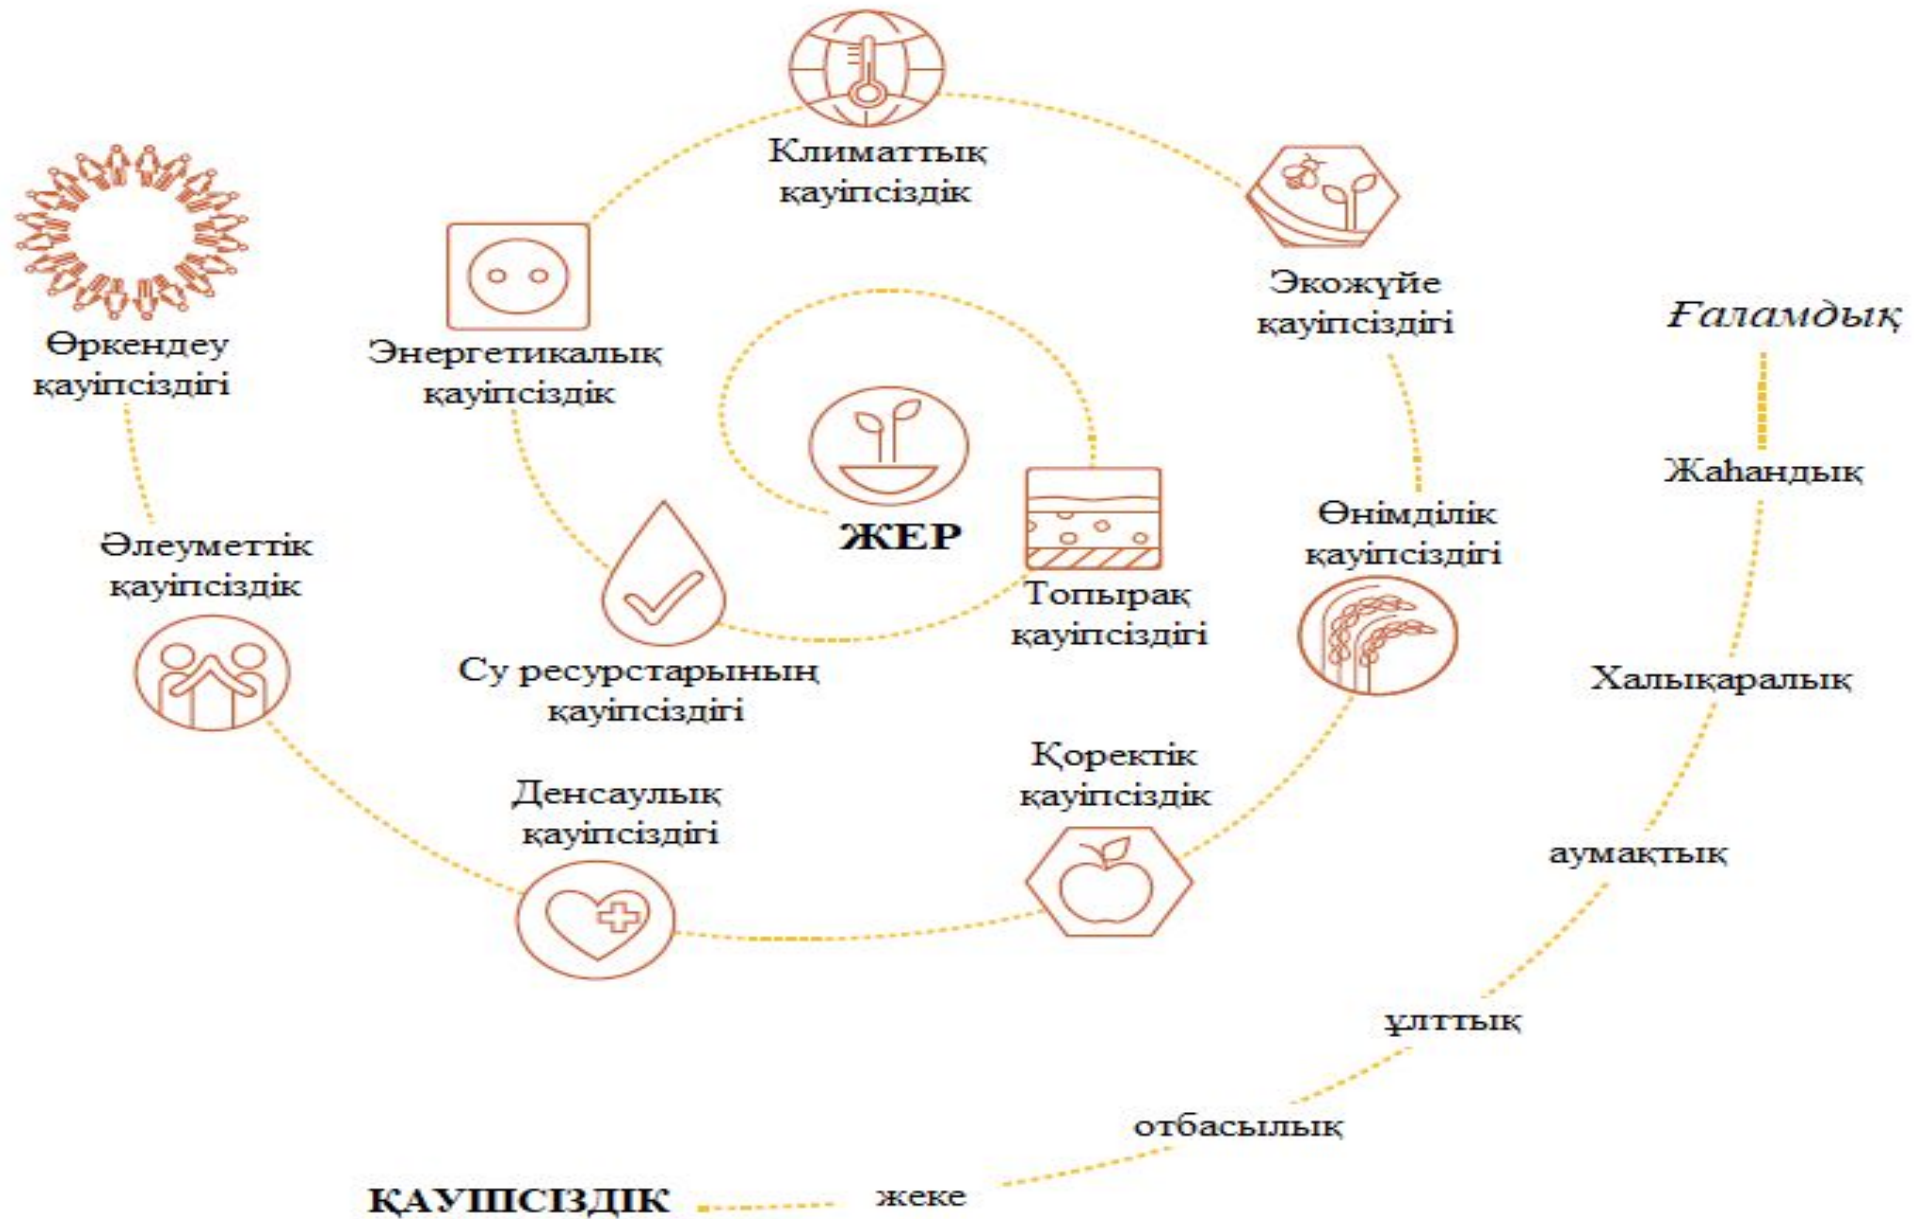 Климаттық
қауіпсіздік
Экожүйе
қауіпсіздігі
Ғаламдық
Өркендеу
қауіпсіздігі
Энергетикалық
қауіпсіздік
Жаһандық
ЖЕР
Өнімділік
қауіпсіздігі
Әлеуметтік
қауіпсіздік
Топырақ
қауіпсіздігі
Су ресурстарының
қауіпсіздігі
Халықаралық
Қоректік
қауіпсіздік
Денсаулық
қауіпсіздігі
аумақтық
ұлттық
отбасылық
ҚАУІПСІЗДІК
жеке